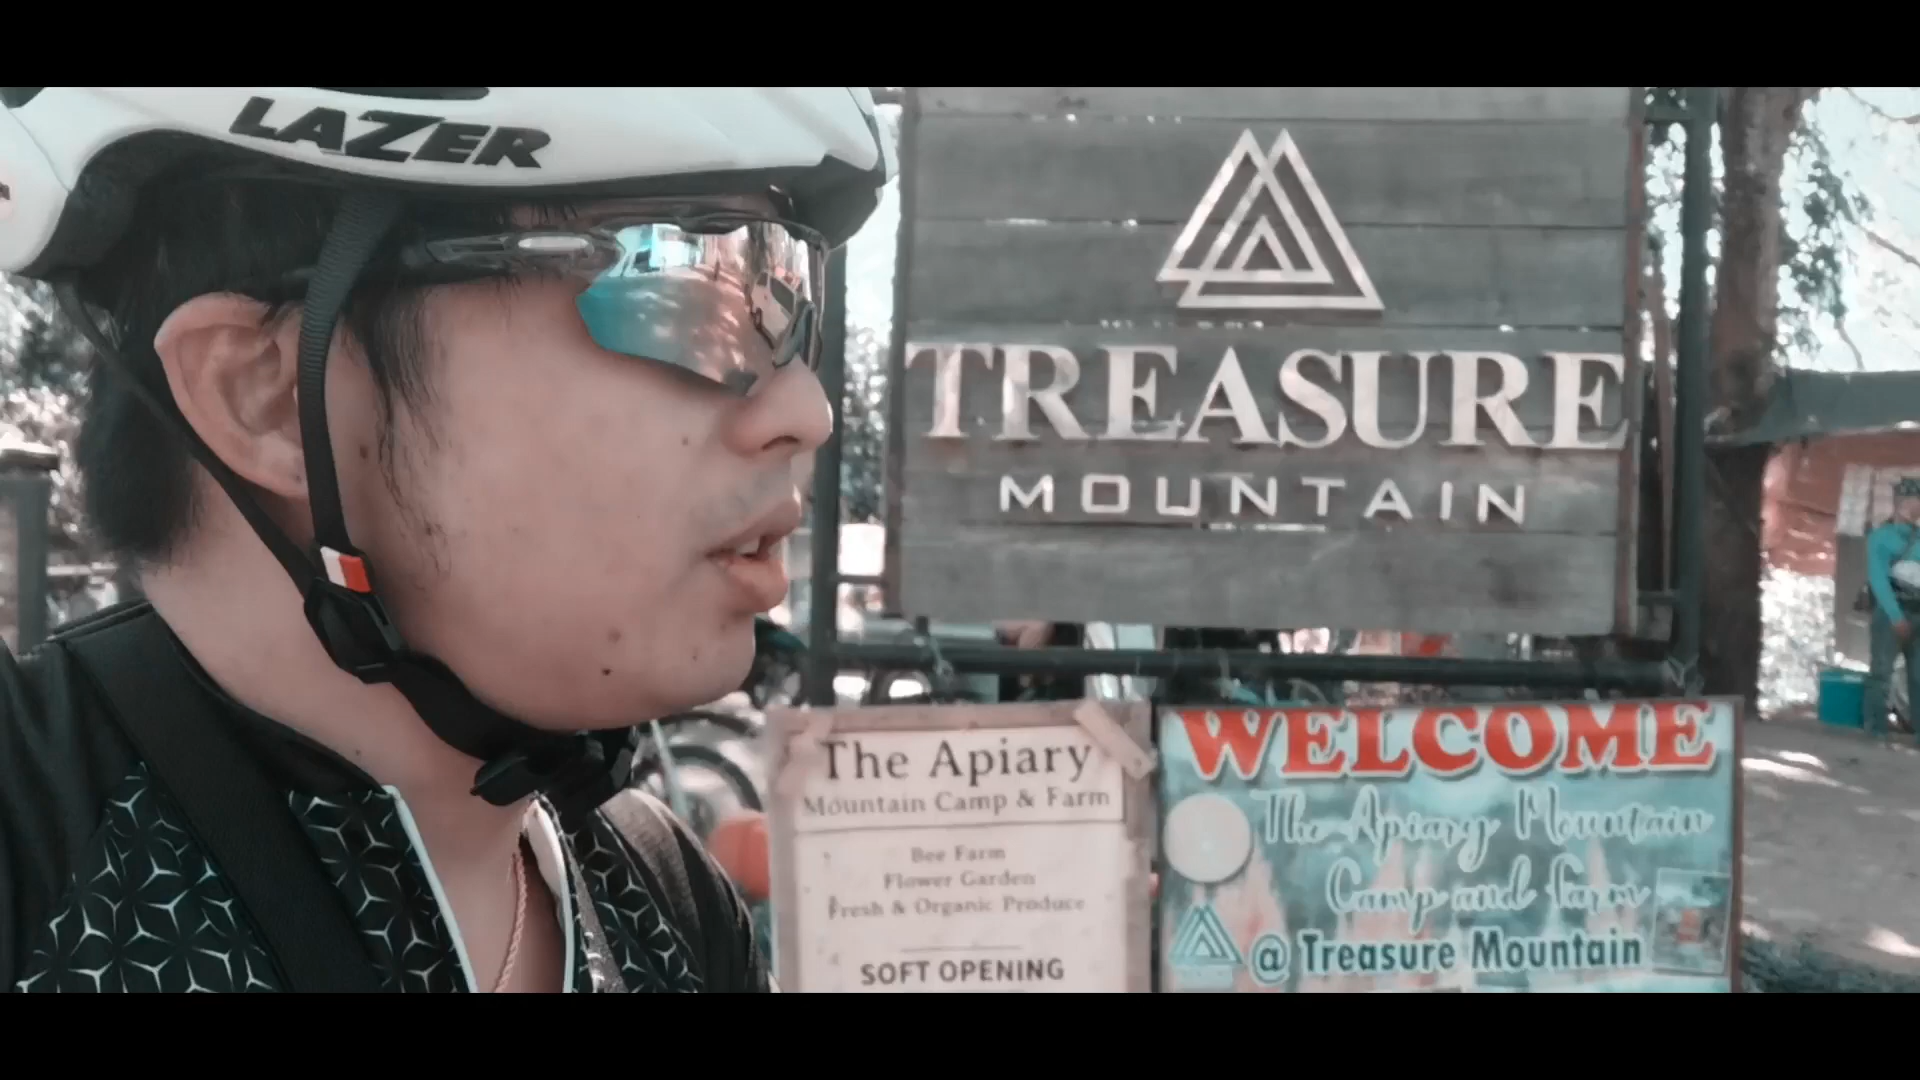 LAZER
TREASURE
MOUNTAIN
The Apiary
Mountain Camp & Farm
Bee Farm
Flower Garden
Fresh & Organic Produce
SOFT OPENING
WELCOME
The Apiary Mountain
Camp and Farm
@ Treasure Mountain